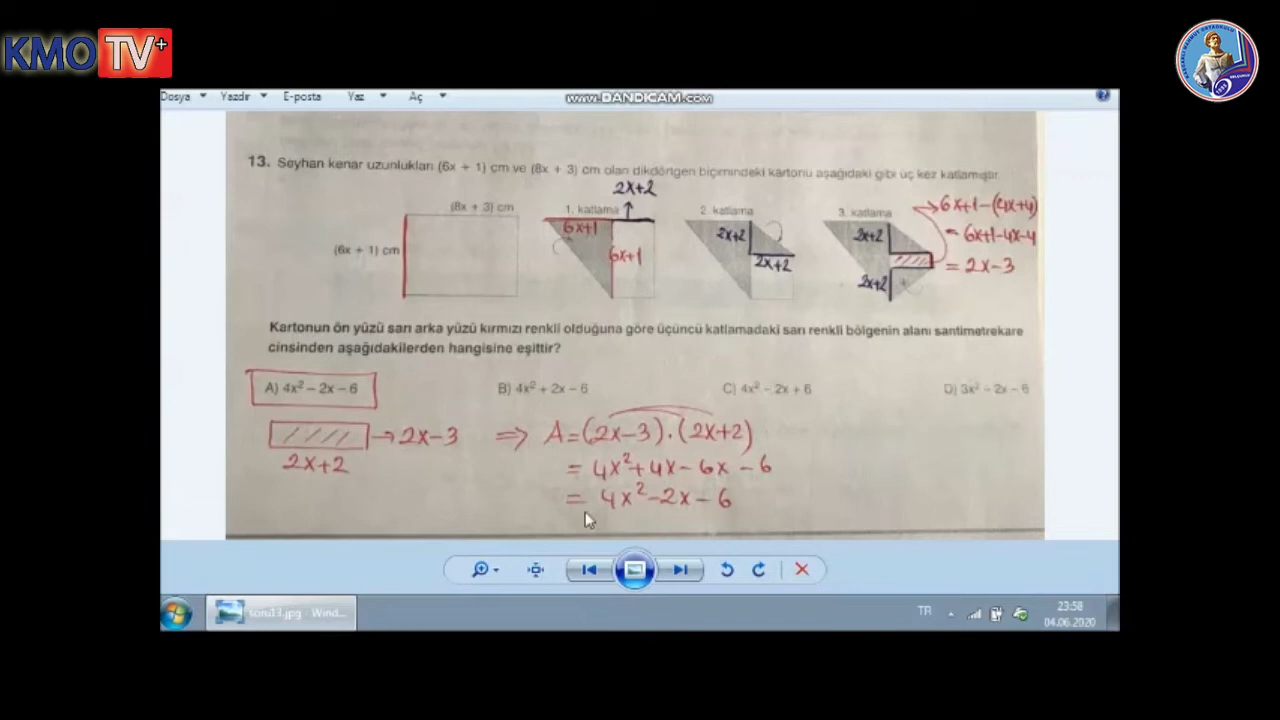 KMO TV+
Dosya Yazdır E-posta Yaz Aç
www.DANDICAM.com
13. Seyhan kenar uzunlukları (6x + 1) cm ve (8x + 3) cm olan dikdörtgen biçimindeki kartonu aşağıdaki gibi üç kez katlamıştır.
(8x + 3) cm
(6x + 1) cm
1. katlama
2x+2
6x+1
6x+1
2. katlama
2x+2
2x+2
3. katlama
2x+2
2x+2
6x+1-(4x+4)
= 6x+1-4x-4
= 2x-3
Kartonun ön yüzü sarı arka yüzü kırmızı renkli olduğuna göre üçüncü katlamadaki sarı renkli bölgenin alanı santimetrekare
cinsinden aşağıdakilerden hangisine eşittir?
A) 4x² − 2x − 6 B) 4x² + 2x − 6 C) 4x² − 2x + 6 D) 3x² − 2x − 6
→ 2x-3 ⇒ A = (2x-3).(2x+2)
2x+2
= 4x²+4x-6x-6
= 4x²-2x-6
soru13.jpg - Wind...
TR
23:58
04.06.2020